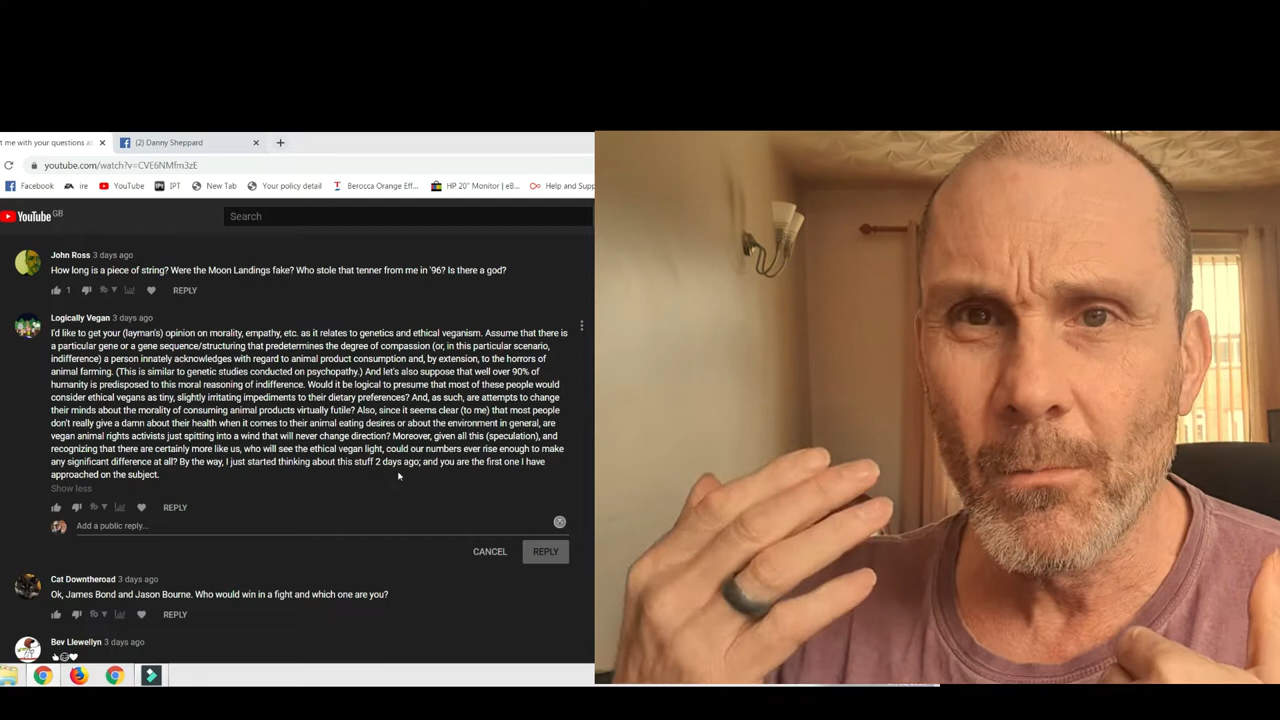 t me with your questions a
(2) Danny Sheppard
youtube.com/watch?v=CVE6NMfm3zE
Facebook ire YouTube IPT New Tab Your policy detail Berocca Orange Eff... HP 20" Monitor | eB... Help and Supp
YouTube GB Search
John Ross 3 days ago
How long is a piece of string? Were the Moon Landings fake? Who stole that tenner from me in '96? Is there a god?
1 REPLY
Logically Vegan 3 days ago
I'd like to get your (layman's) opinion on morality, empathy, etc. as it relates to genetics and ethical veganism. Assume that there is
a particular gene or a gene sequence/structuring that predetermines the degree of compassion (or, in this particular scenario,
indifference) a person innately acknowledges with regard to animal product consumption and, by extension, to the horrors of
animal farming. (This is similar to genetic studies conducted on psychopathy.) And let's also suppose that well over 90% of
humanity is predisposed to this moral reasoning of indifference. Would it be logical to presume that most of these people would
consider ethical vegans as tiny, slightly irritating impediments to their dietary preferences? And, as such, are attempts to change
their minds about the morality of consuming animal products virtually futile? Also, since it seems clear (to me) that most people
don't really give a damn about their health when it comes to their animal eating desires or about the environment in general, are
vegan animal rights activists just spitting into a wind that will never change direction? Moreover, given all this (speculation), and
recognizing that there are certainly more like us, who will see the ethical vegan light, could our numbers ever rise enough to make
any significant difference at all? By the way, I just started thinking about this stuff 2 days ago; and you are the first one I have
approached on the subject.
Show less
REPLY
Add a public reply...
CANCEL REPLY
Cat Downtheroad 3 days ago
Ok, James Bond and Jason Bourne. Who would win in a fight and which one are you?
REPLY
Bev Llewellyn 3 days ago